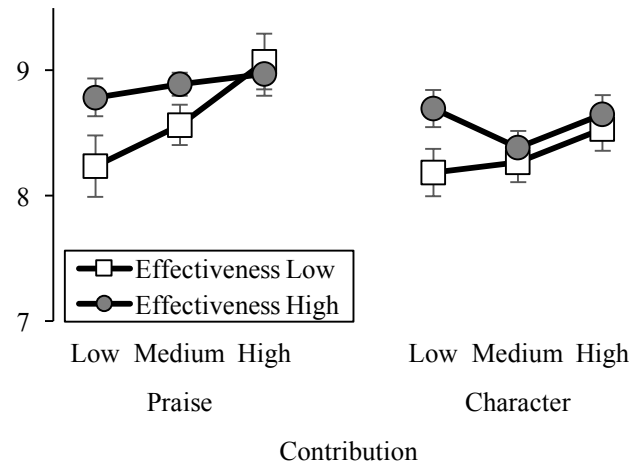 9
8
7
Effectiveness Low
Effectiveness High
Low Medium High
Low Medium High
Praise
Character
Contribution